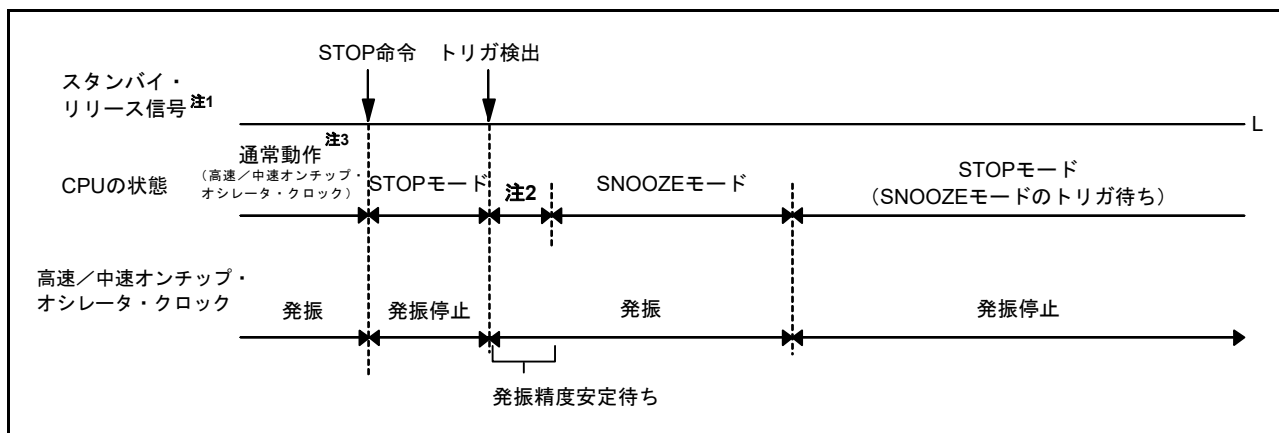 STOP命令 トリガ検出
スタンバイ・
リリース信号注1
L
通常動作注3
（高速／中速オンチップ・
オシレータ・クロック）
CPUの状態
STOPモード
注2
SNOOZEモード
STOPモード
（SNOOZEモードのトリガ待ち）
高速／中速オンチップ・
オシレータ・クロック
発振
発振停止
発振
発振停止
発振精度安定待ち